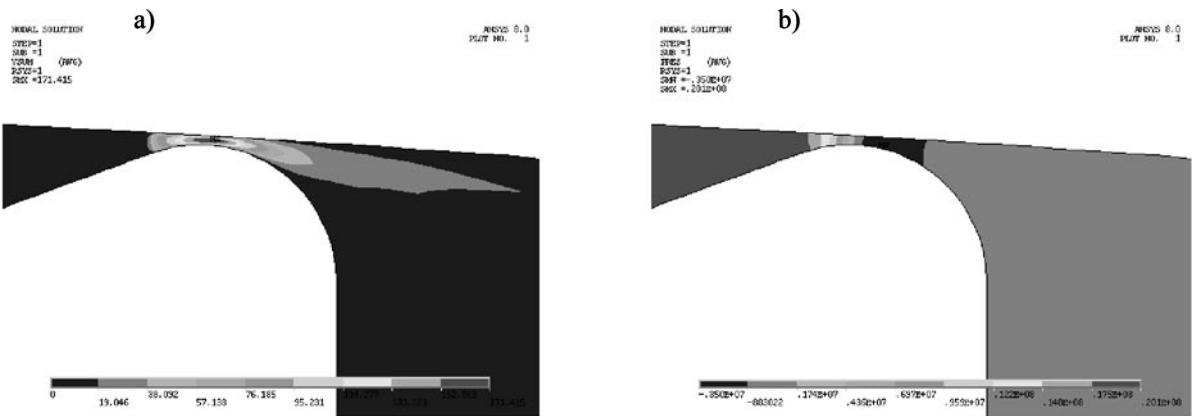 a)
NODAL SOLUTION
STEP=1
SUB =1
VSUM (AVG)
RSYS=1
SMX =171.415
ANSYS 8.0
PLOT NO. 1
0 38.092 76.185
19.046 57.138 95.231 171.415
b)
NODAL SOLUTION
STEP=1
SUB =1
PRES (AVG)
RSYS=1
SMN =-.350E+07
SMX =.201E+08
ANSYS 8.0
PLOT NO. 1
-.350E+07 .174E+07 .697E+07 .122E+08 .175E+08
-883022 .436E+07 .959E+07 .148E+08 .201E+08